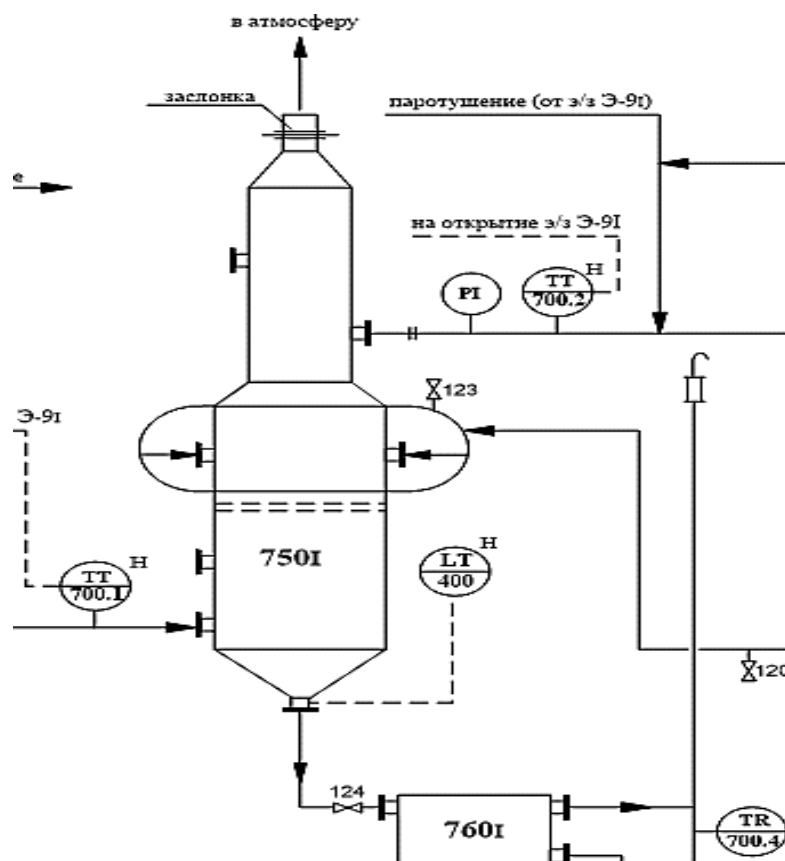 в атмосферу
заслонка
паротушение (от э/з Э-9I)
е
на открытие э/з Э-9I
H
PI
TT
700.2
123
Э-9I
H
TT
700.1
750I
H
LT
400
120
124
760I
TR
700.4